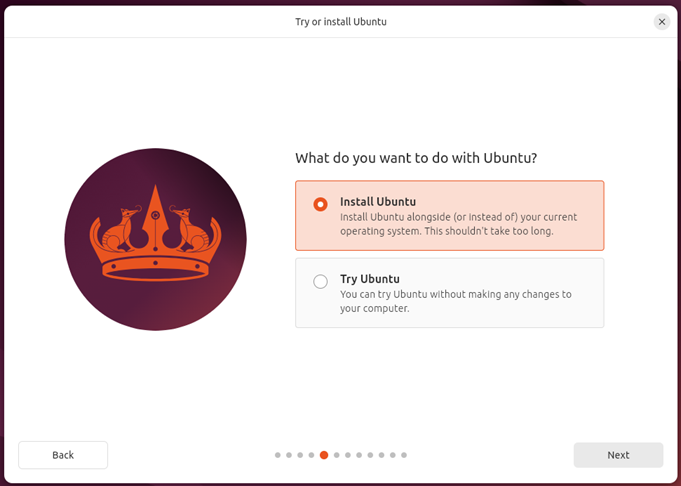 Try or install Ubuntu
What do you want to do with Ubuntu?
Install Ubuntu
Install Ubuntu alongside (or instead of) your current
operating system. This shouldn't take too long.
Try Ubuntu
You can try Ubuntu without making any changes to
your computer.
Back
Next